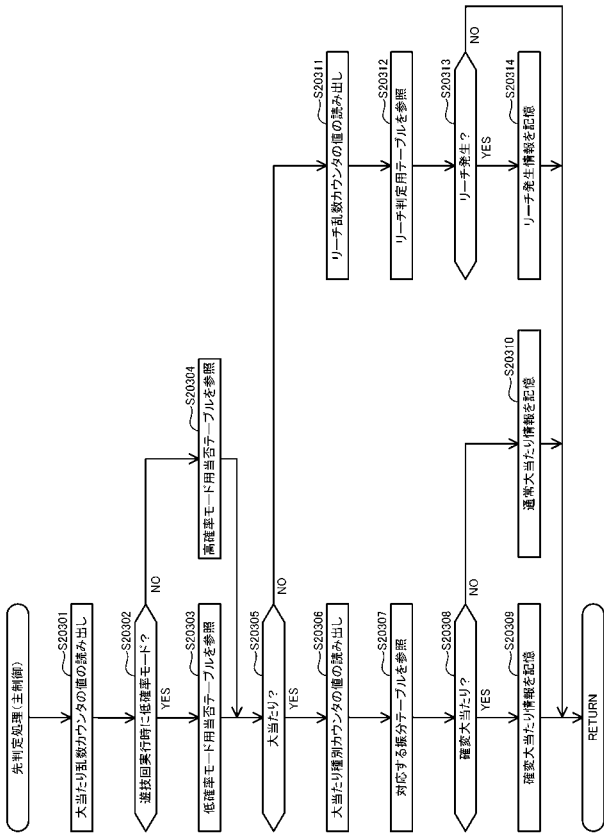 先判定処理(主制御)
S20301
大当たり乱数カウンタの値の読み出し
S20302
遊技回実行時に低確率モード?
NO
YES
S20303
低確率モード用当否テーブルを参照
S20304
高確率モード用当否テーブルを参照
S20305
大当たり?
NO
YES
S20306
大当たり種別カウンタの値の読み出し
S20307
対応する振分テーブルを参照
S20308
確変大当たり?
NO
YES
S20309
確変大当たり情報を記憶
S20310
通常大当たり情報を記憶
S20311
リーチ乱数カウンタの値の読み出し
S20312
リーチ判定用テーブルを参照
S20313
リーチ発生?
NO
YES
S20314
リーチ発生情報を記憶
RETURN